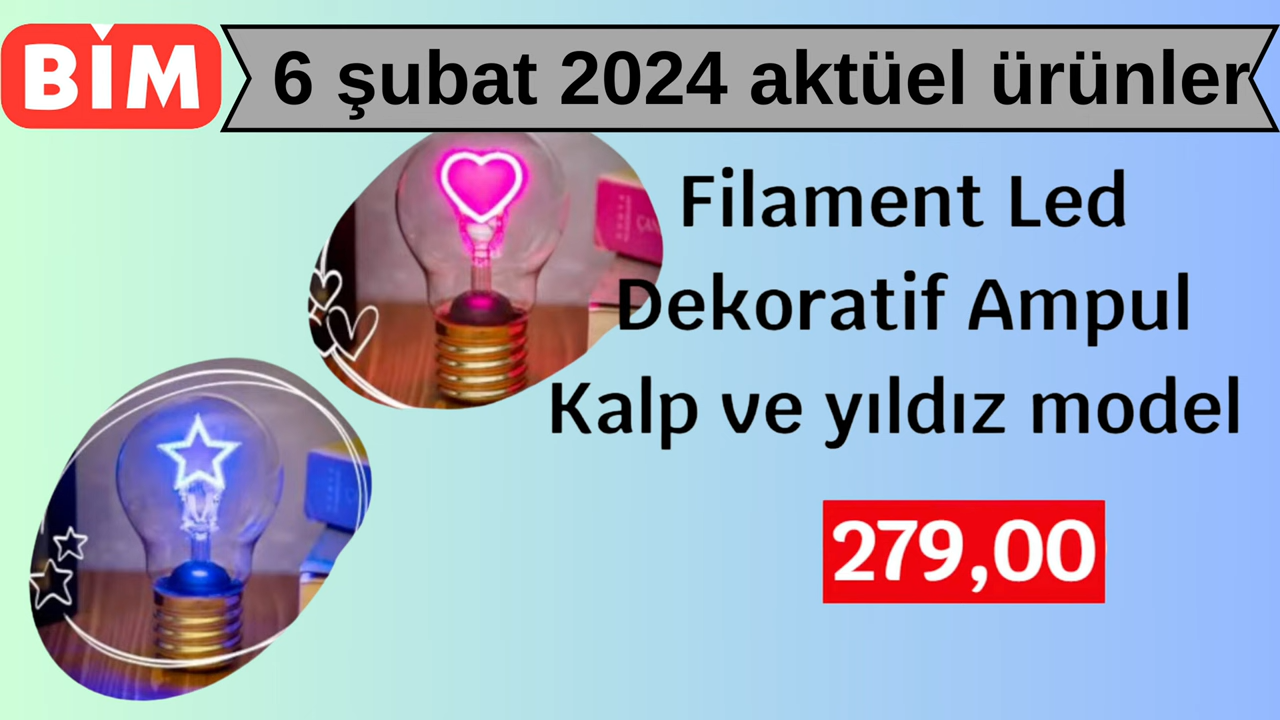 BİM
6 şubat 2024 aktüel ürünler
Filament Led
Dekoratif Ampul
Kalp ve yıldız model
279,00